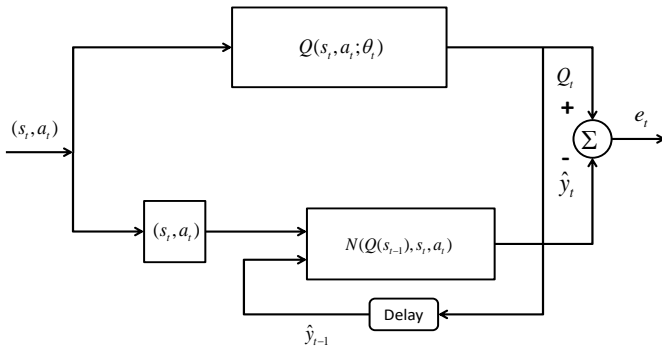 Q(s_t, a_t; θ_t)
Q_t
+
(s_t, a_t)
Σ
e_t
-
ŷ_t
(s_t, a_t)
N(Q(s_{t-1}), s_t, a_t)
Delay
ŷ_{t-1}